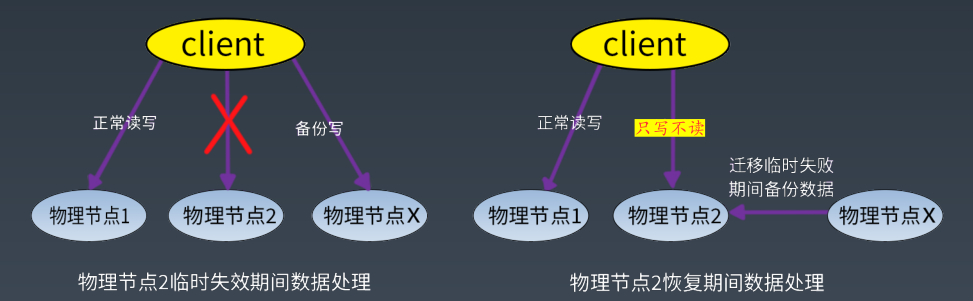 client
正常读写
备份写
物理节点1
物理节点2
物理节点X
物理节点2临时失效期间数据处理
client
正常读写
只写不读
迁移临时失败
期间备份数据
物理节点1
物理节点2
物理节点X
物理节点2恢复期间数据处理